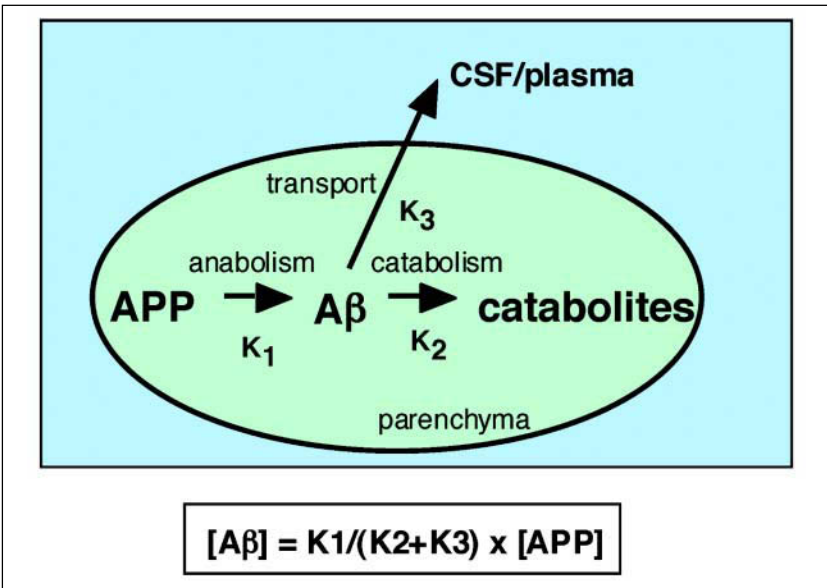 CSF/plasma
transport
K3
anabolism
catabolism
APP
Aβ
catabolites
K1
K2
parenchyma
[Aβ] = K1/(K2+K3) x [APP]